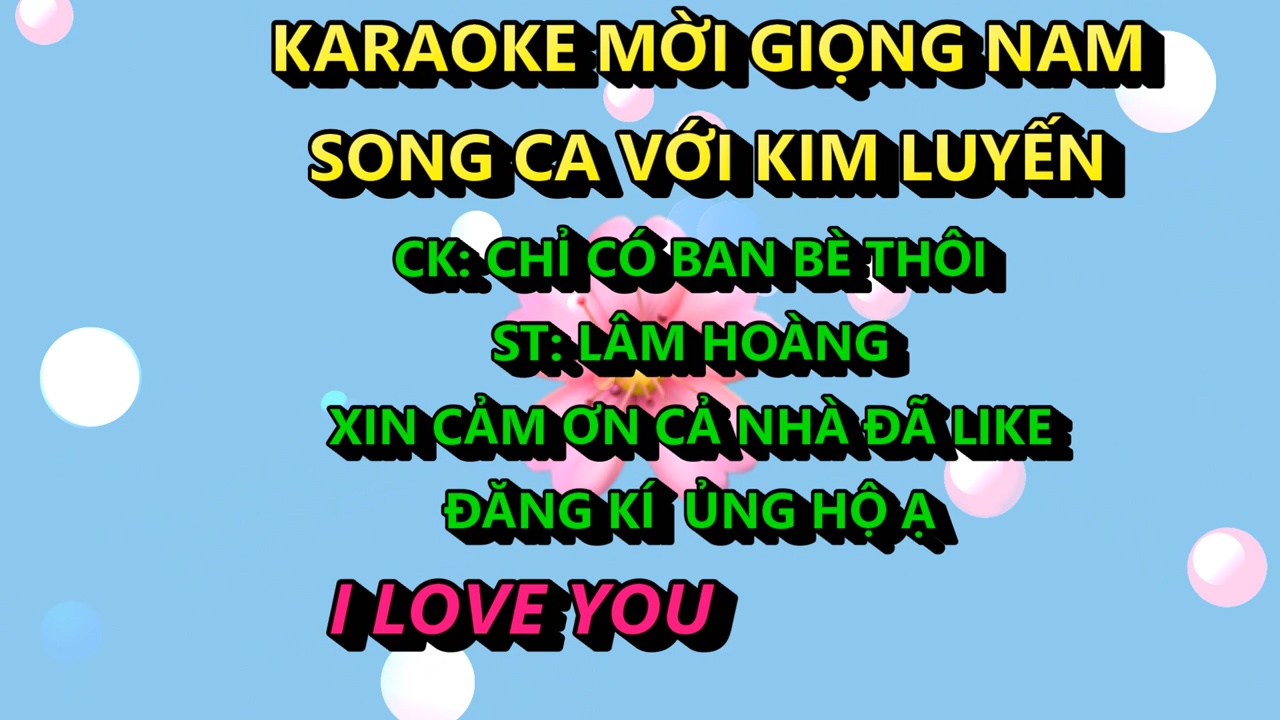 KARAOKE MỜI GIỌNG NAM
SONG CA VỚI KIM LUYẾN
CK: CHỈ CÓ BAN BÈ THÔI
ST: LÂM HOÀNG
XIN CẢM ƠN CẢ NHÀ ĐÃ LIKE
ĐĂNG KÍ ỦNG HỘ Ạ
I LOVE YOU